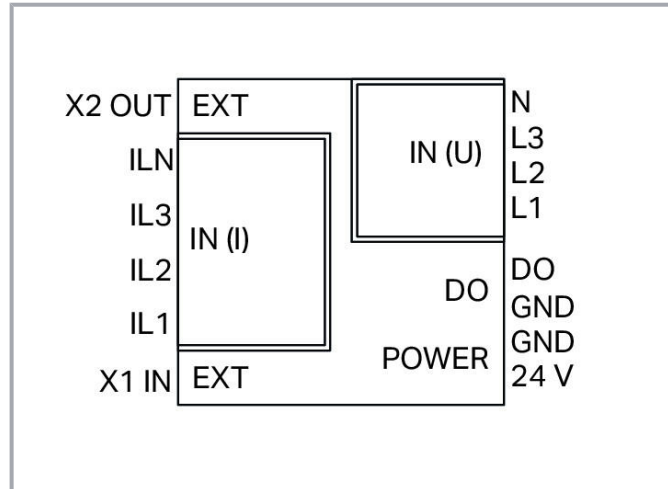 X2 OUT EXT
ILN
IL3
IN (I)
IL2
IL1
X1 IN EXT
IN (U)
N
L3
L2
L1
DO
DO
GND
POWER
GND
24 V